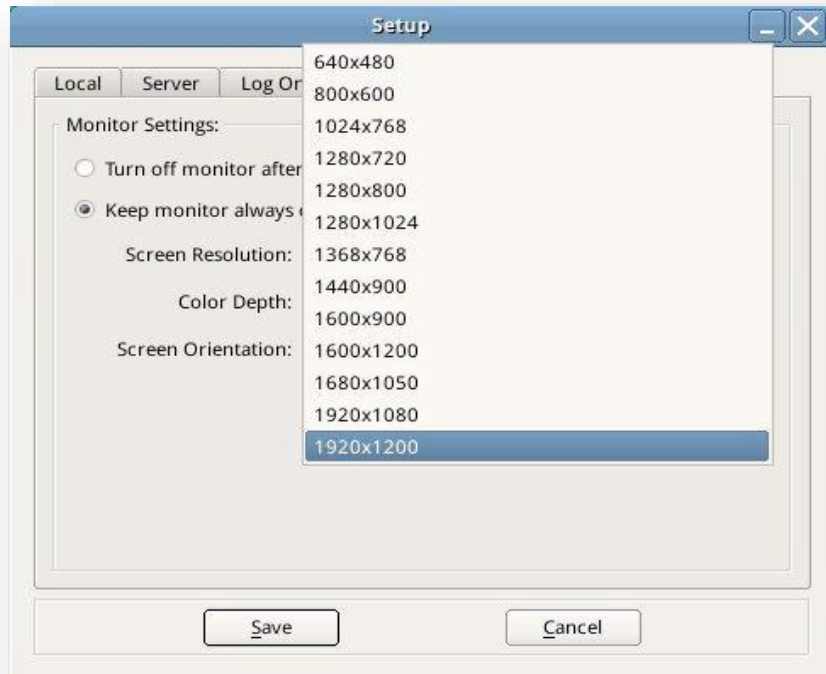 Setup
Local
Server
Log On
Monitor Settings:
Turn off monitor after
Keep monitor always
Screen Resolution:
Color Depth:
Screen Orientation:
640x480
800x600
1024x768
1280x720
1280x800
1280x1024
1368x768
1440x900
1600x900
1600x1200
1680x1050
1920x1080
1920x1200
Save
Cancel